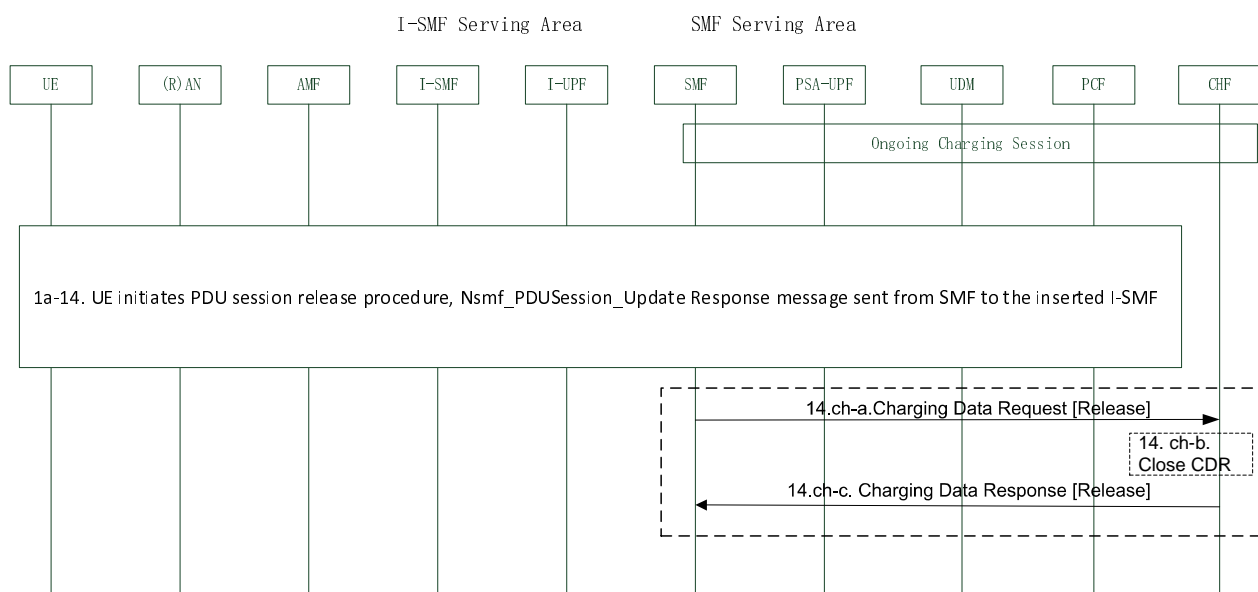 I-SMF Serving Area
SMF Serving Area
UE
(R)AN
AMF
I-SMF
I-UPF
SMF
PSA-UPF
UDM
PCF
CHF
Ongoing Charging Session
1a-14. UE initiates PDU session release procedure, Nsmf_PDUSession_Update Response message sent from SMF to the inserted I-SMF
14.ch-a.Charging Data Request [Release]
14. ch-b.
Close CDR
14.ch-c. Charging Data Response [Release]